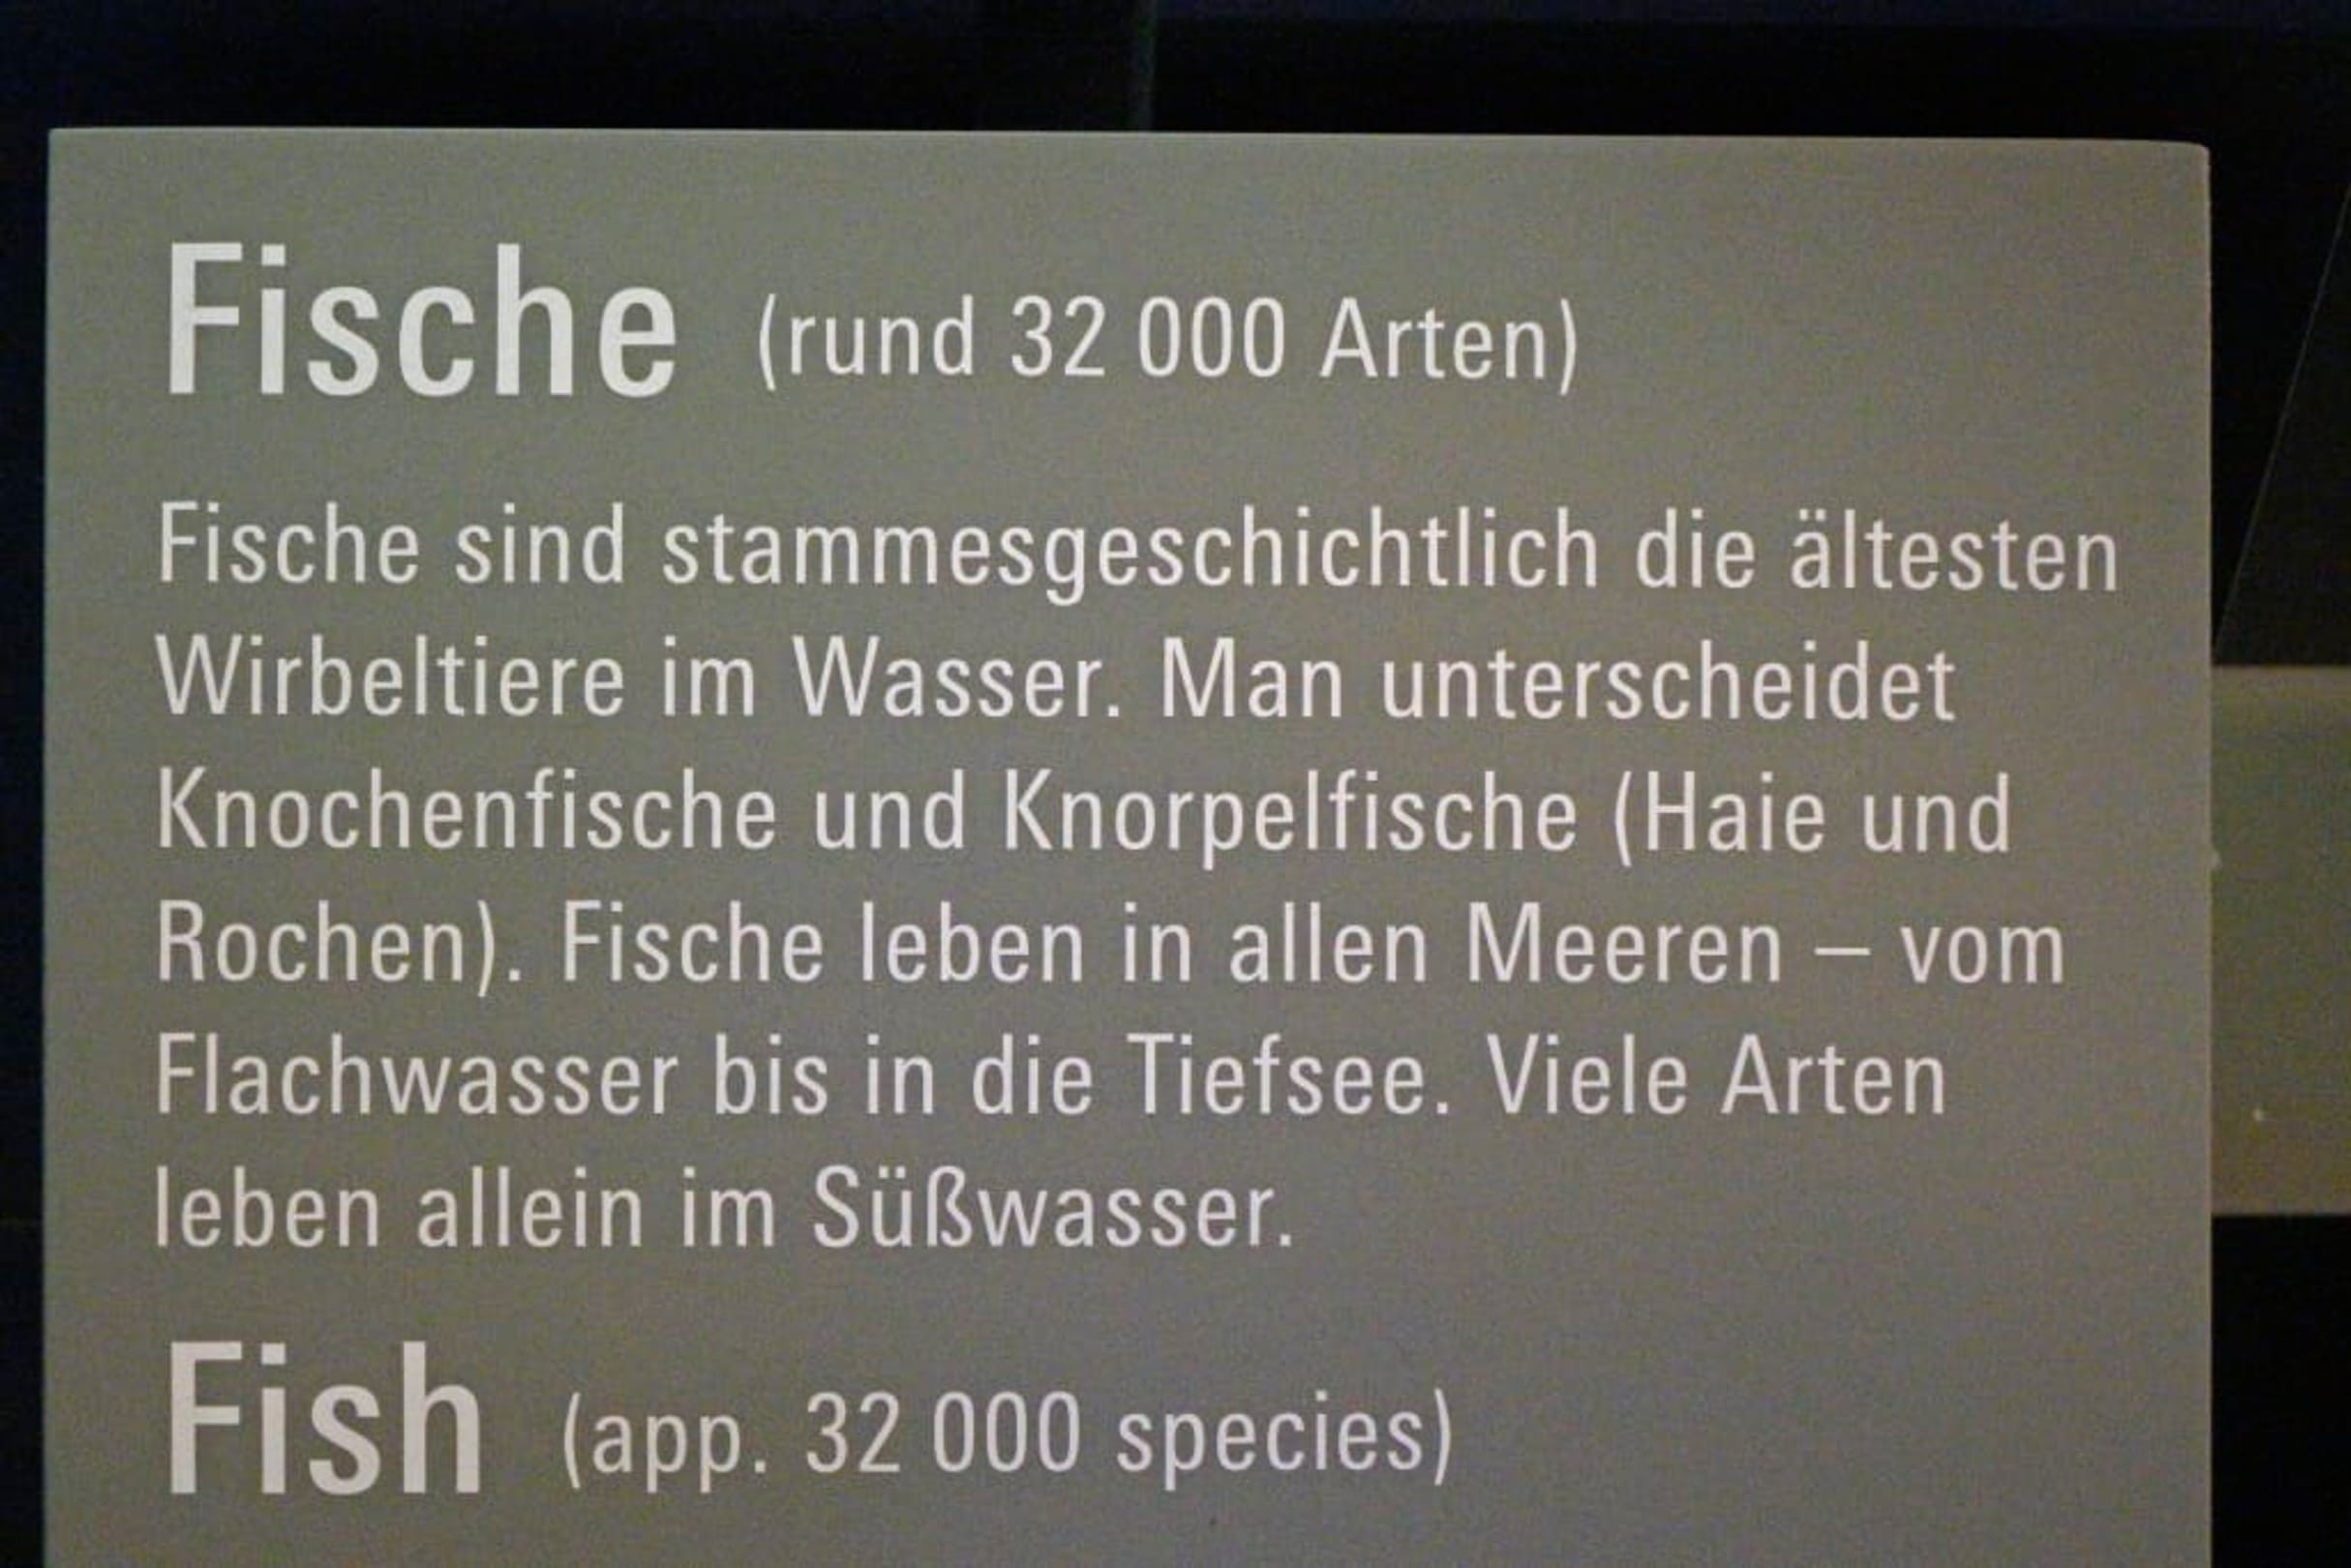 Fische (rund 32 000 Arten)
Fische sind stammesgeschichtlich die ältesten
Wirbeltiere im Wasser. Man unterscheidet
Knochenfische und Knorpelfische (Haie und
Rochen). Fische leben in allen Meeren – vom
Flachwasser bis in die Tiefsee. Viele Arten
leben allein im Süßwasser.
Fish (app. 32 000 species)